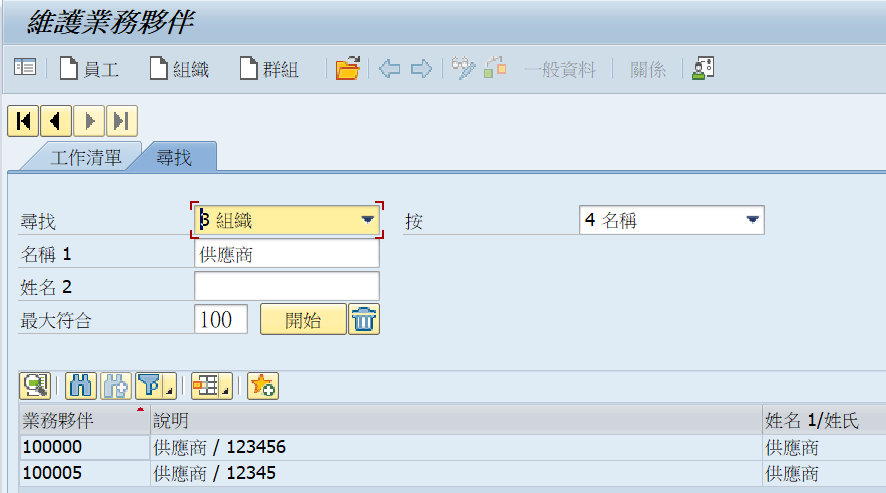 維護業務夥伴
員工 組織 群組 一般資料 關係
工作清單 尋找
尋找 3 組織 按 4 名稱
名稱 1 供應商
姓名 2
最大符合 100 開始
業務夥伴 說明 姓名 1/姓氏
100000 供應商 / 123456 供應商
100005 供應商 / 12345 供應商